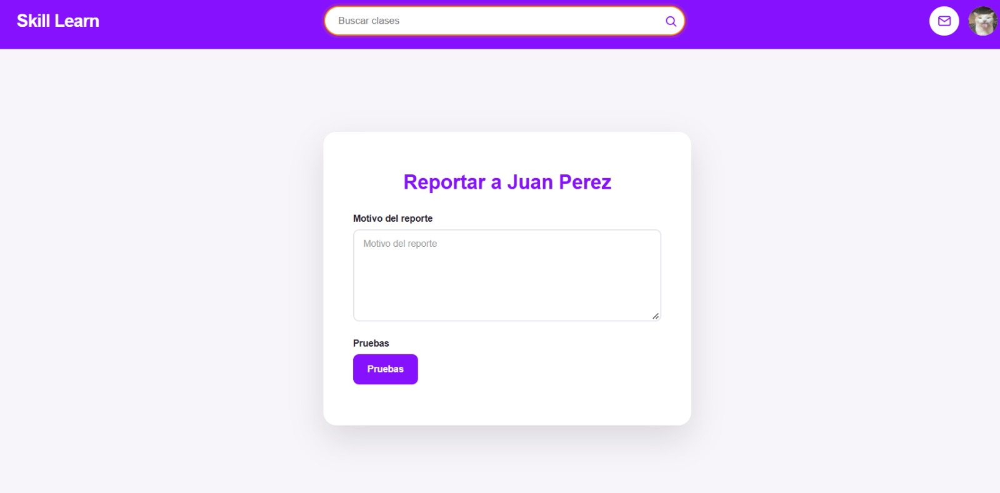 Skill Learn
Buscar clases
Reportar a Juan Perez
Motivo del reporte
Motivo del reporte
Pruebas
Pruebas